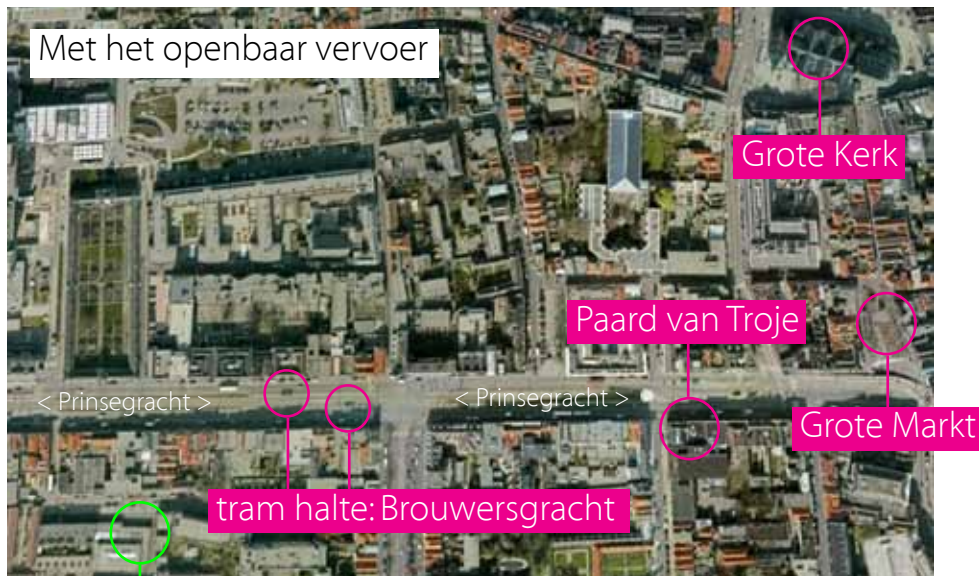 Met het openbaar vervoer
Grote Kerk
Paard van Troje
< Prinsegracht >
< Prinsegracht >
Grote Markt
tram halte: Brouwersgracht